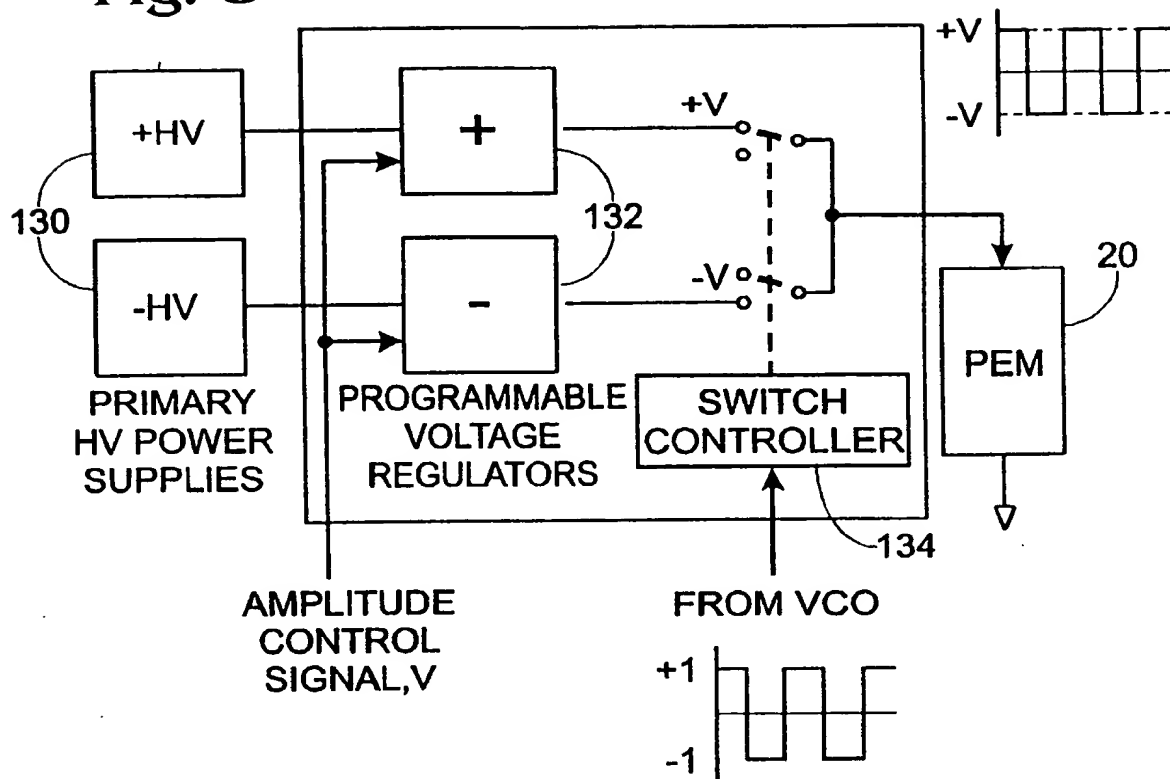 +V
-V
+HV
+
+V
130
132
-HV
-
-V
20
PEM
PRIMARY
HV POWER
SUPPLIES
PROGRAMMABLE
VOLTAGE
REGULATORS
SWITCH
CONTROLLER
134
AMPLITUDE
CONTROL
SIGNAL,V
FROM VCO
+1
-1